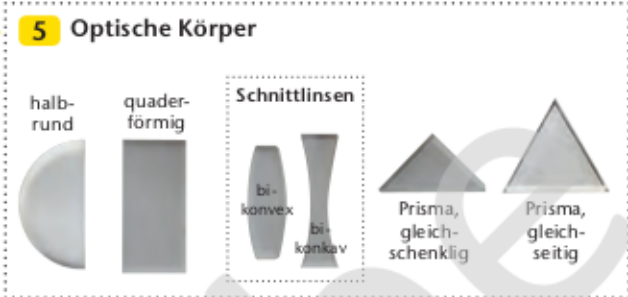 5 Optische Körper
halb-
rund
quader-
förmig
Schnittlinsen
bi-
konvex
bi-
konkav
Prisma,
gleich-
schenklig
Prisma,
gleich-
seitig